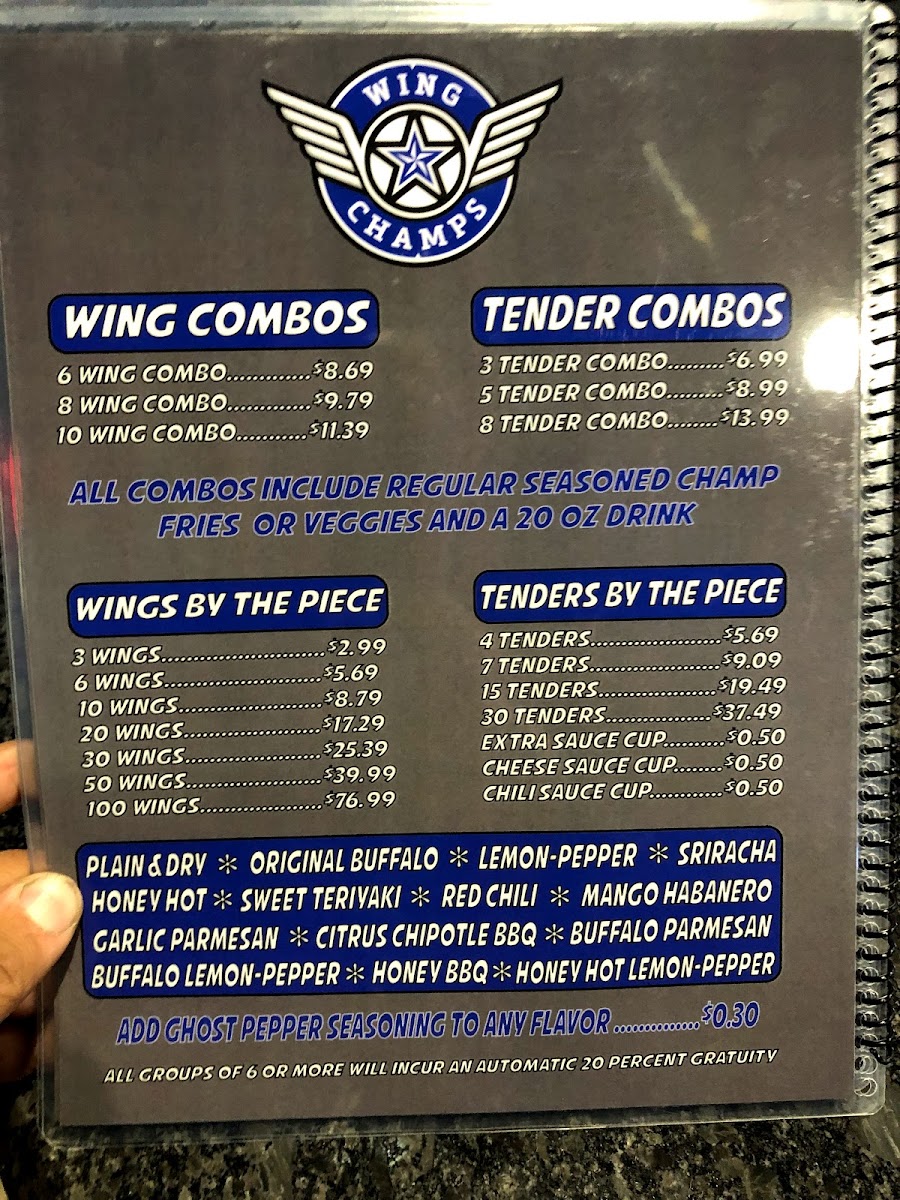 WING
CHAMPS
WING COMBOS
6 WING COMBO.............$8.69
8 WING COMBO.............$9.79
10 WING COMBO...........$11.39
TENDER COMBOS
3 TENDER COMBO.........$6.99
5 TENDER COMBO.........$8.99
8 TENDER COMBO........$13.99
ALL COMBOS INCLUDE REGULAR SEASONED CHAMP
FRIES OR VEGGIES AND A 20 OZ DRINK
WINGS BY THE PIECE
3 WINGS..........................$2.99
6 WINGS.........................$5.69
10 WINGS.......................$8.79
20 WINGS......................$17.29
30 WINGS......................$25.39
50 WINGS......................$39.99
100 WINGS....................$76.99
TENDERS BY THE PIECE
4 TENDERS.....................$5.69
7 TENDERS.....................$9.09
15 TENDERS...................$19.49
30 TENDERS.................$37.49
EXTRA SAUCE CUP..........$0.50
CHEESE SAUCE CUP........$0.50
CHILI SAUCE CUP............$0.50
PLAIN & DRY * ORIGINAL BUFFALO * LEMON-PEPPER * SRIRACHA
HONEY HOT * SWEET TERIYAKI * RED CHILI * MANGO HABANERO
GARLIC PARMESAN * CITRUS CHIPOTLE BBQ * BUFFALO PARMESAN
BUFFALO LEMON-PEPPER * HONEY BBQ * HONEY HOT LEMON-PEPPER
ADD GHOST PEPPER SEASONING TO ANY FLAVOR ..............$0.30
ALL GROUPS OF 6 OR MORE WILL INCUR AN AUTOMATIC 20 PERCENT GRATUITY